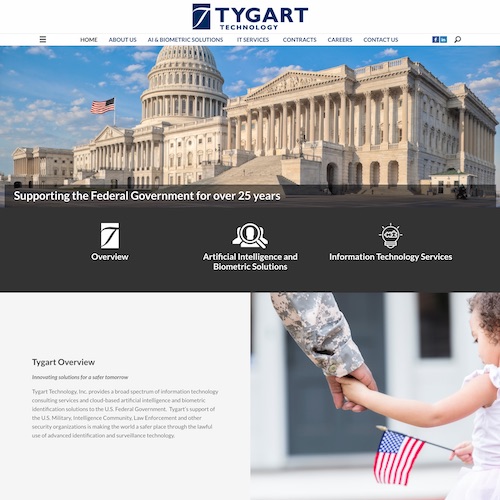 TYGART
TECHNOLOGY
HOME ABOUT US AI & BIOMETRIC SOLUTIONS IT SERVICES CONTRACTS CAREERS CONTACT US
Supporting the Federal Government for over 25 years
Overview
Artificial Intelligence and
Biometric Solutions
Information Technology Services
Tygart Overview
Innovating solutions for a safer tomorrow
Tygart Technology, Inc. provides a broad spectrum of information technology
consulting services and cloud-based artificial intelligence and biometric
identification solutions to the U.S. Federal Government. Tygart's support of
the U.S. Military, Intelligence Community, Law Enforcement and other
security organizations is making the world a safer place through the lawful
use of advanced identification and surveillance technology.